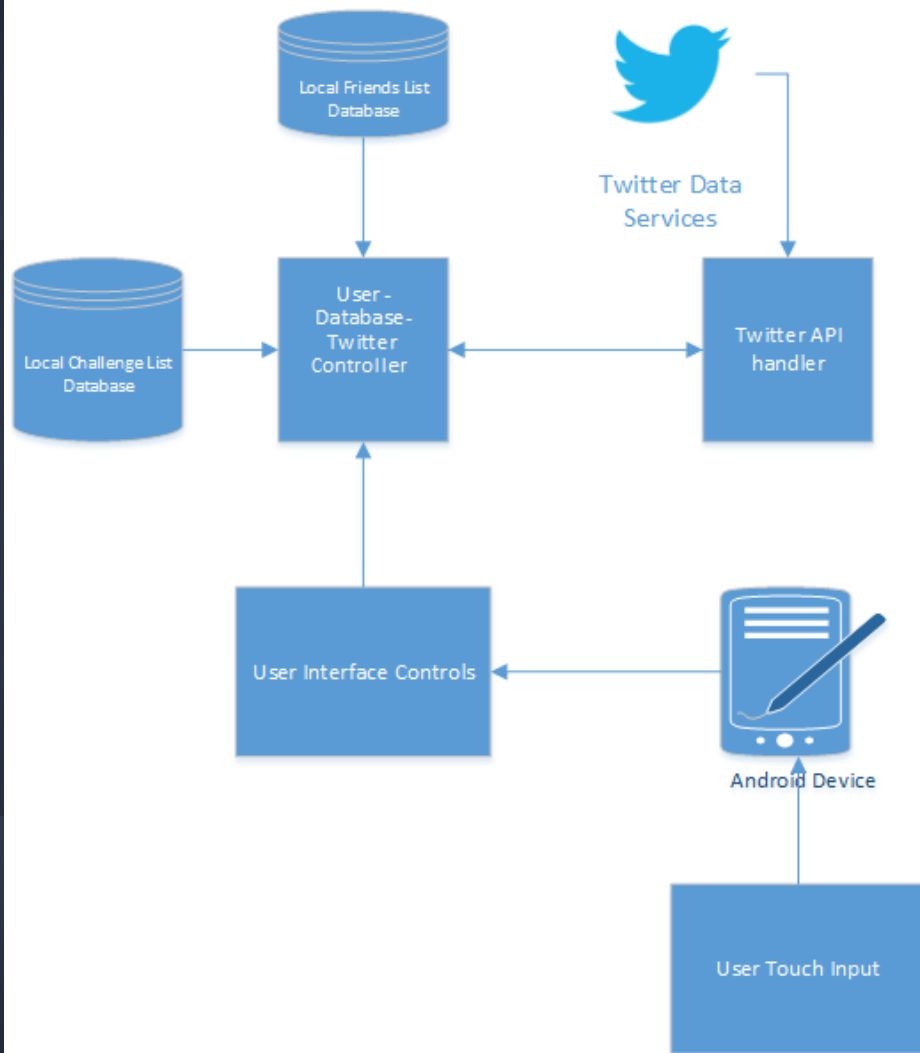 Local Friends List
Database
Twitter Data
Services
User -
Database-
Twitter
Controller
Twitter API
handler
Local Challenge List
Database
User Interface Controls
Android Device
User Touch Input